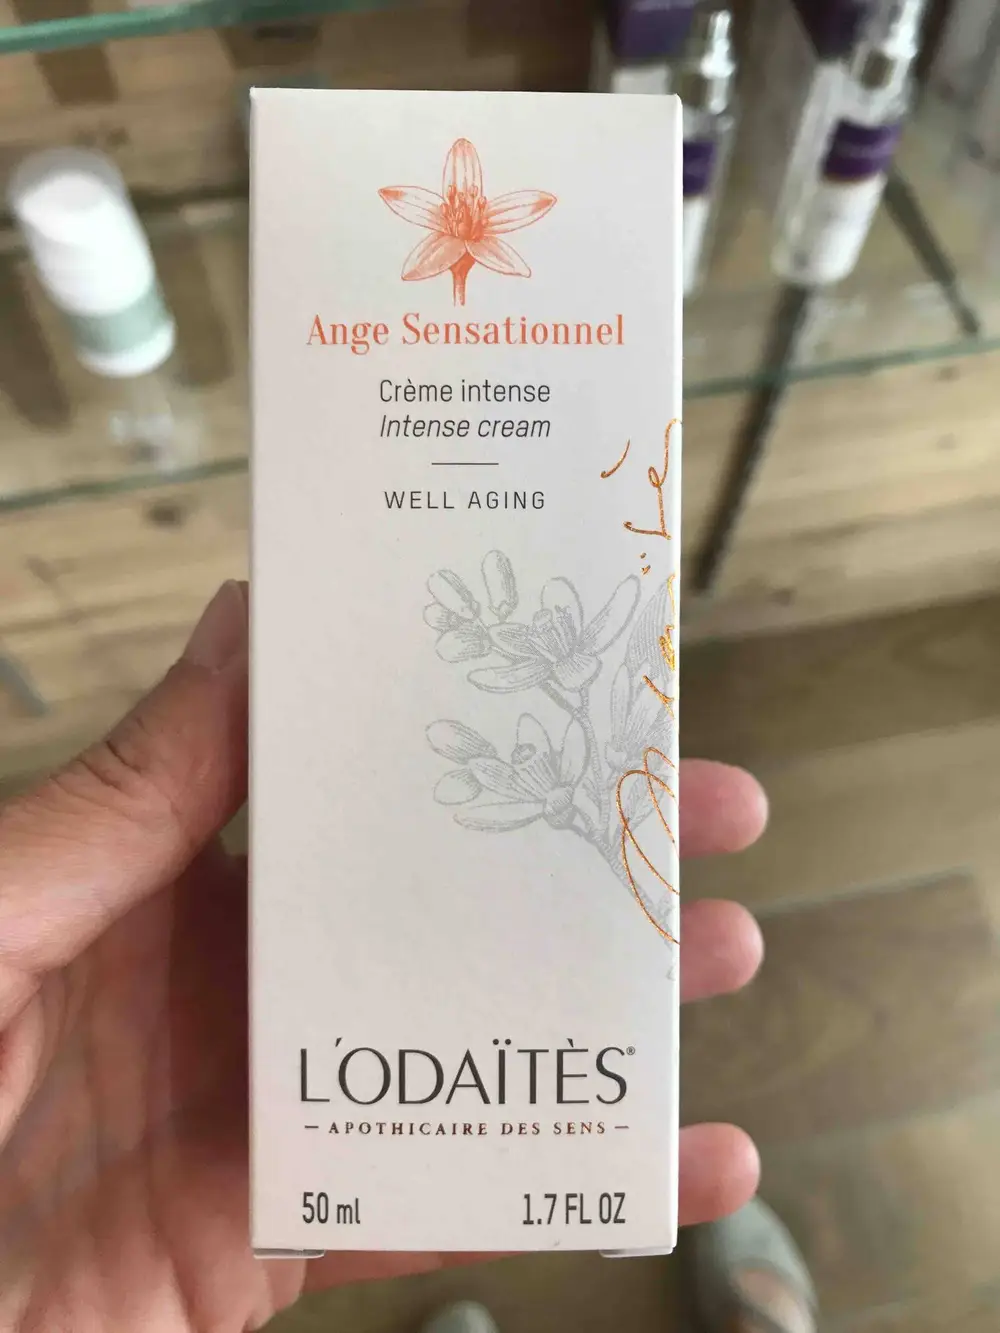 Ange Sensationnel
Crème intense
Intense cream
WELL AGING
L'ODAÏTÈS®
- APOTHICAIRE DES SENS -
50 ml 1.7 FL OZ